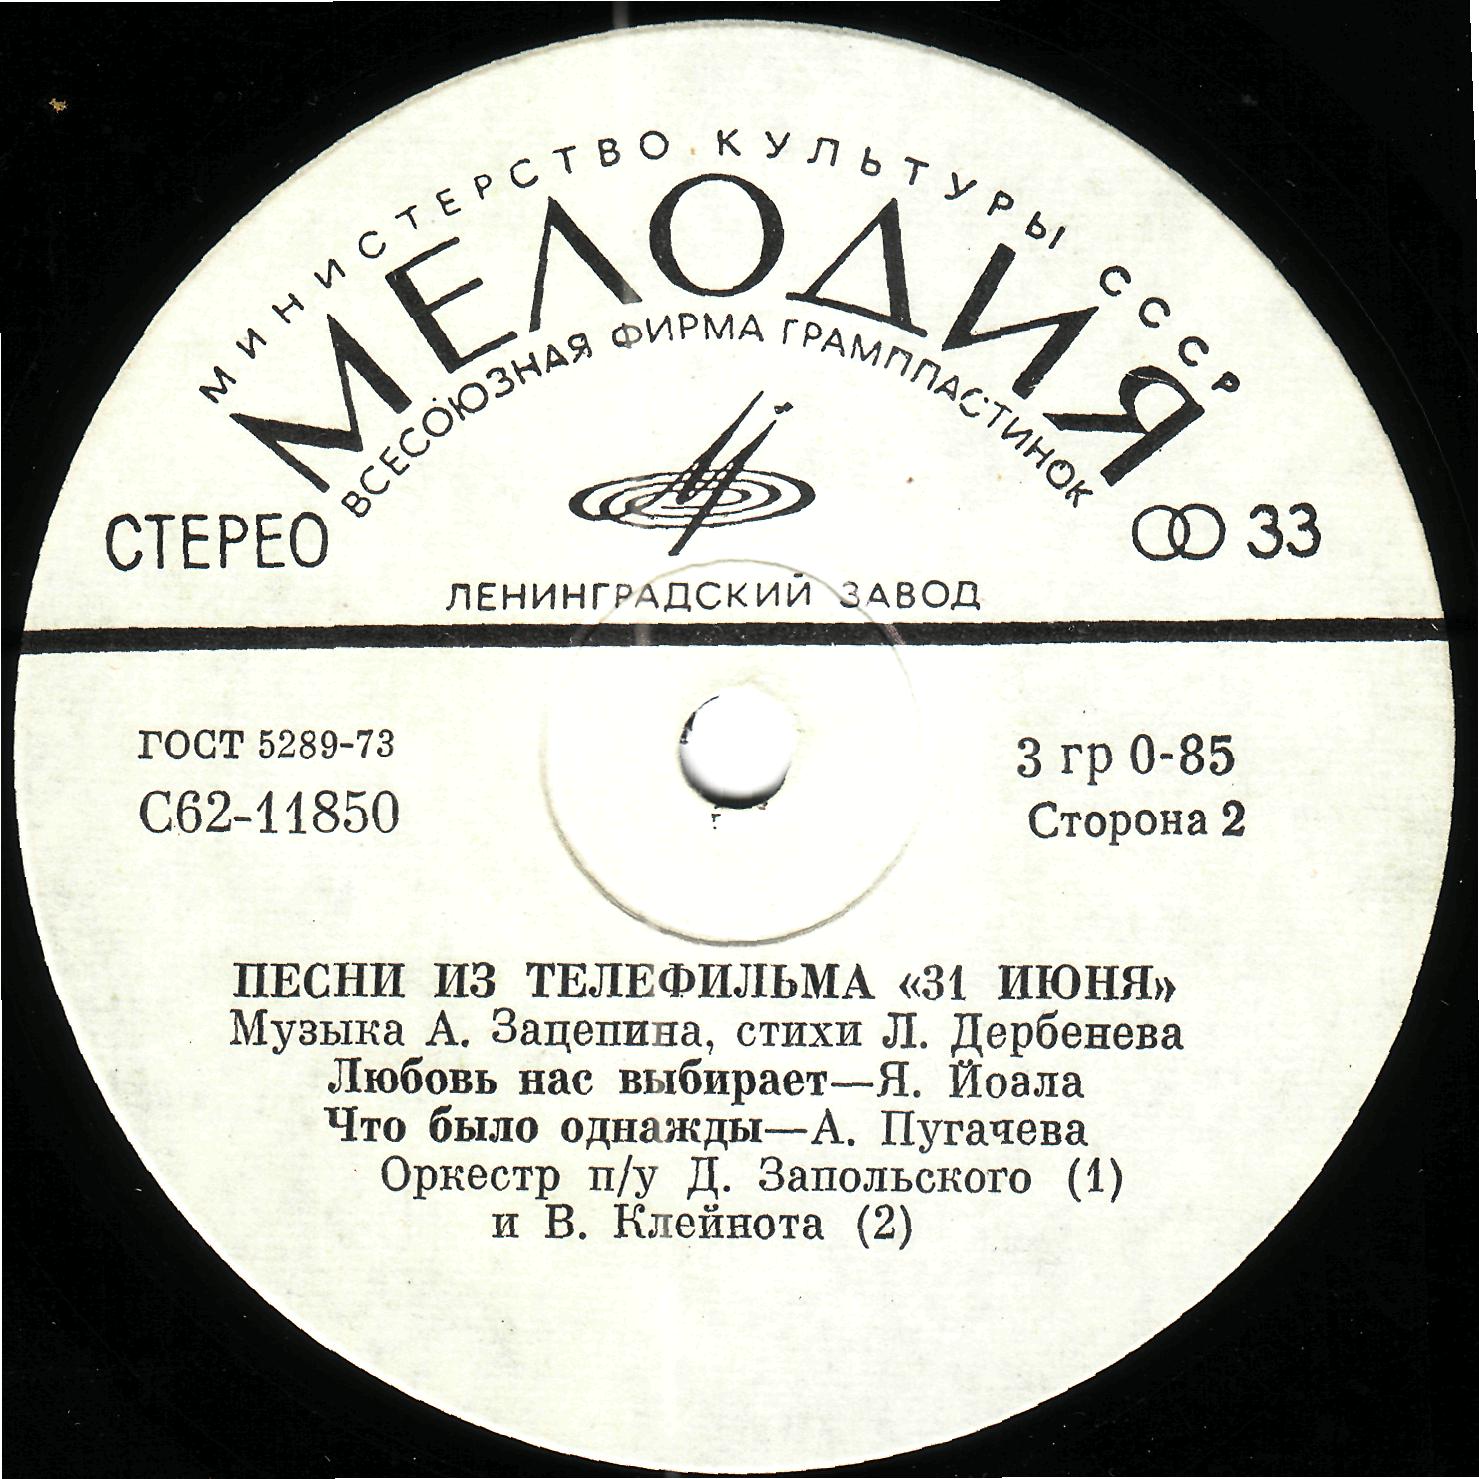 МИНИСТЕРСТВО КУЛЬТУРЫ СССР
МЕЛОДИЯ
ВСЕСОЮЗНАЯ ФИРМА ГРАМПЛАСТИНОК
СТЕРЕО
33
ЛЕНИНГРАДСКИЙ ЗАВОД
ГОСТ 5289-73
3 гр 0-85
С62-11850
Сторона 2
ПЕСНИ ИЗ ТЕЛЕФИЛЬМА «31 ИЮНЯ»
Музыка А. Зацепина, стихи Л. Дербенева
Любовь нас выбирает—Я. Йоала
Что было однажды—А. Пугачева
Оркестр п/у Д. Запольского (1)
и В. Клейнота (2)